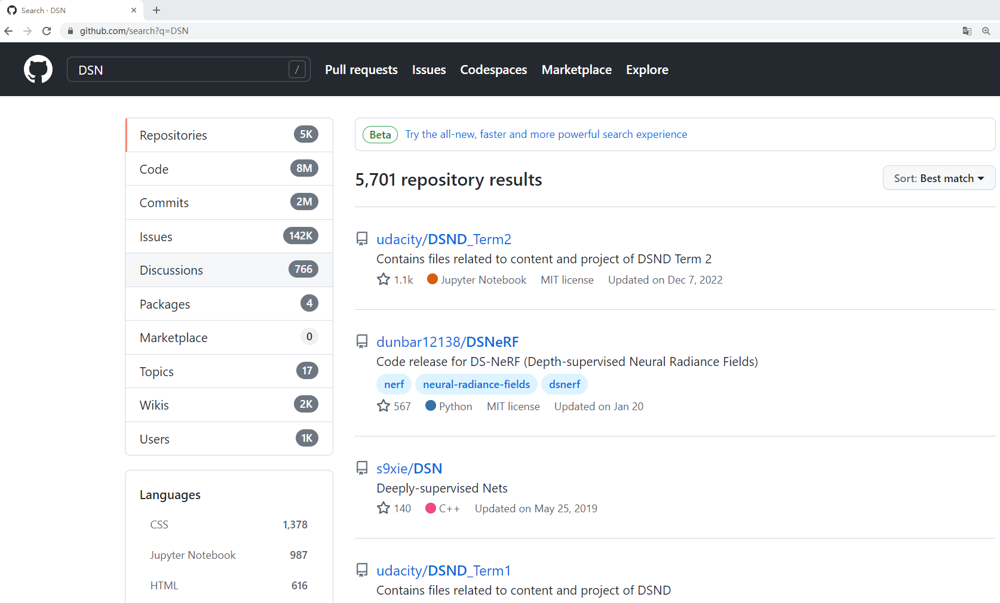 Search · DSN
github.com/search?q=DSN
DSN /
Pull requests Issues Codespaces Marketplace Explore
Repositories 5K
Code 8M
Commits 2M
Issues 142K
Discussions 766
Packages 4
Marketplace 0
Topics 17
Wikis 2K
Users 1K
Languages
CSS 1,378
Jupyter Notebook 987
HTML 616
Beta Try the all-new, faster and more powerful search experience
5,701 repository results
Sort: Best match
udacity/DSND_Term2
Contains files related to content and project of DSND Term 2
1.1k Jupyter Notebook MIT license Updated on Dec 7, 2022
dunbar12138/DSNeRF
Code release for DS-NeRF (Depth-supervised Neural Radiance Fields)
nerf neural-radiance-fields dsnerf
567 Python MIT license Updated on Jan 20
s9xie/DSN
Deeply-supervised Nets
140 C++ Updated on May 25, 2019
udacity/DSND_Term1
Contains files related to content and project of DSND